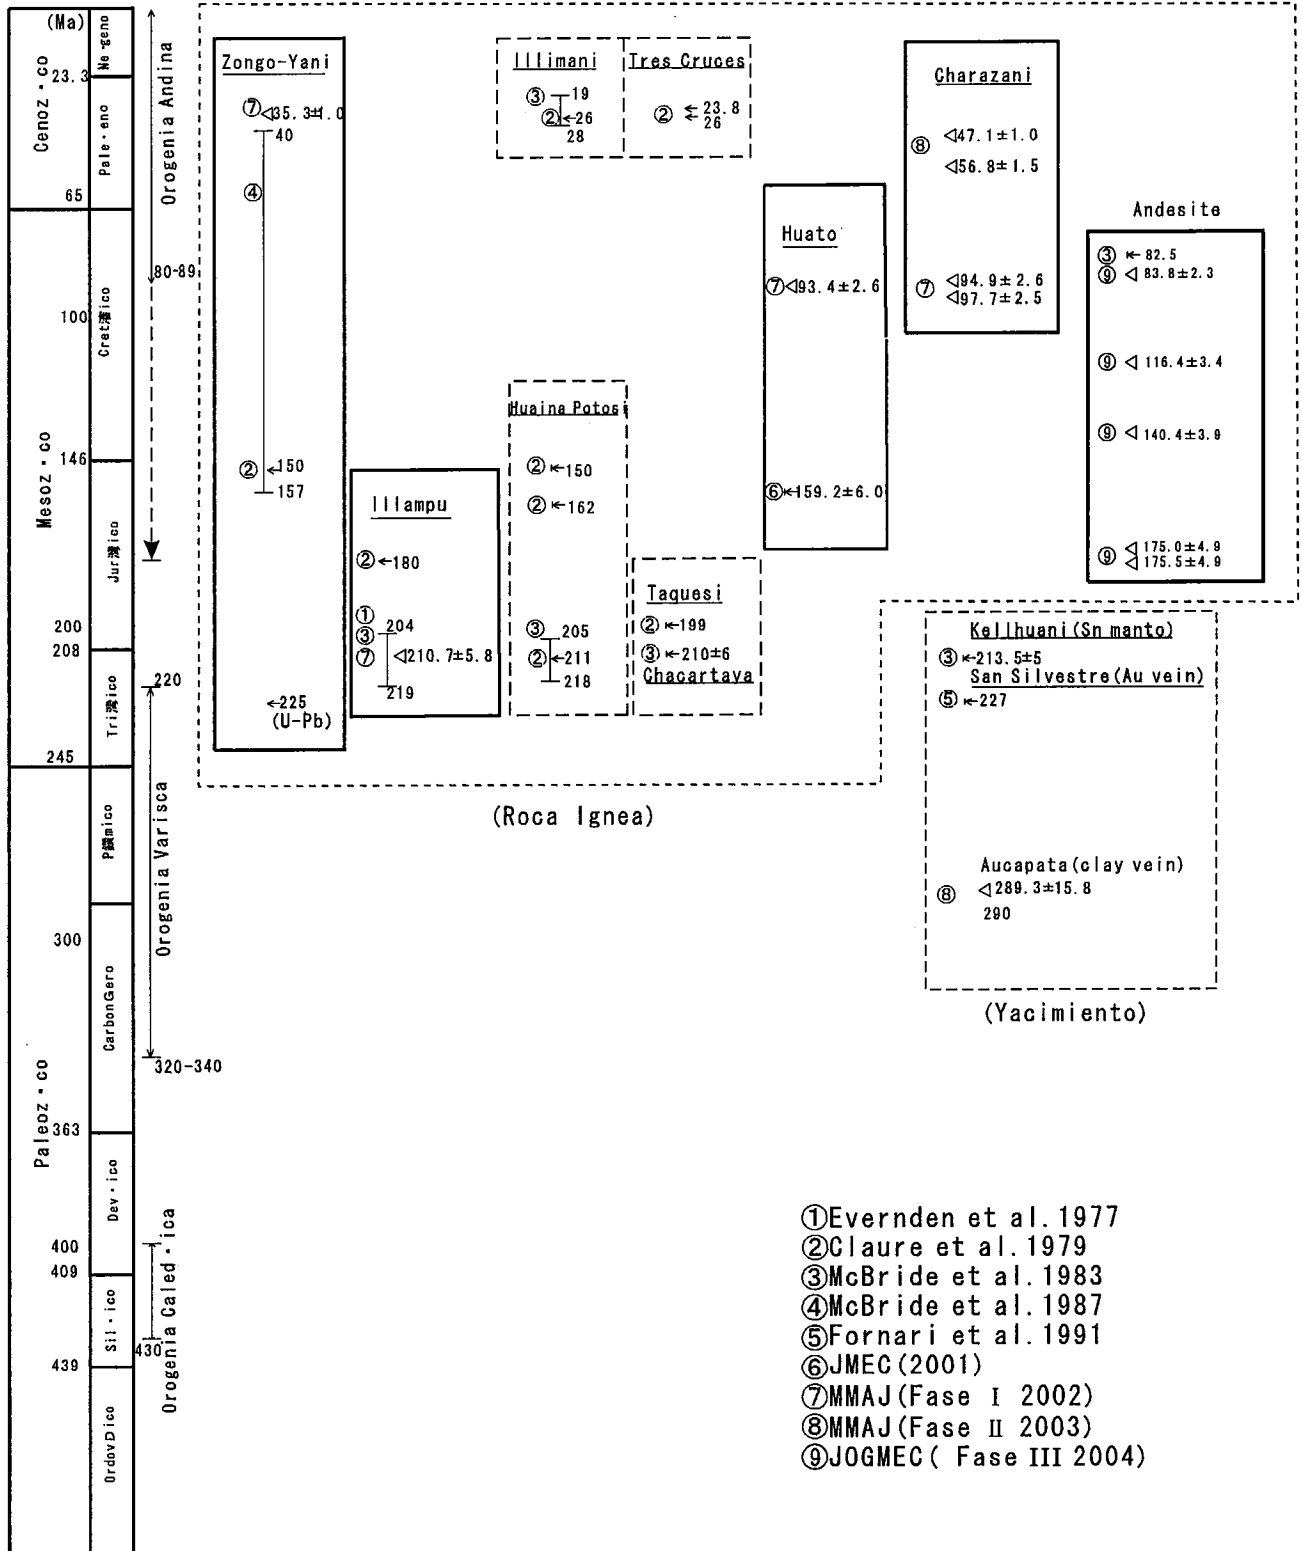 (Ma)
Cenoz・co
Ne・geno
23.3
Pale・eno
65
Mesoz・co
100
146
200
208
245
Paleoz・co
300
363
Dev・ico
400
409
Sil・ico
439
Orogenia Andina
80-89
220
Orogenia Varisca
320-340
Orogenia Caled・ica
430
Zongo-Yani
⑦ ◁35.3±1.0
40
④
② ←150
157
←225
(U-Pb)
Illampu
② ←180
①
③ 204
⑦ ◁210.7±5.8
219
Illimani
③ 19
② ←26
28
Tres Cruces
② ←23.8
←26
Huaina Potosi
② ←150
② ←162
③ 205
② ←211
218
Taquesi
② ←199
③ ←210±6
Chacartaya
Huato
⑦ ◁93.4±2.6
⑥ ←159.2±6.0
Charazani
⑧ ◁47.1±1.0
◁56.8±1.5
⑦ ◁94.9±2.6
◁97.7±2.5
Andesite
③ ←82.5
⑨ ◁83.8±2.3
⑨ ◁116.4±3.4
⑨ ◁140.4±3.9
⑨ ◁175.0±4.9
◁175.5±4.9
(Roca Ignea)
Kellhuani(Sn manto)
③ ←213.5±5
San Silvestre(Au vein)
⑤ ←227
Aucapata(clay vein)
⑧ ◁289.3±15.8
290
(Yacimiento)
①Evernden et al.1977
②Claure et al.1979
③McBride et al.1983
④McBride et al.1987
⑤Fornari et al.1991
⑥JMEC(2001)
⑦MMAJ(Fase Ⅰ 2002)
⑧MMAJ(Fase Ⅱ 2003)
⑨JOGMEC( Fase III 2004)